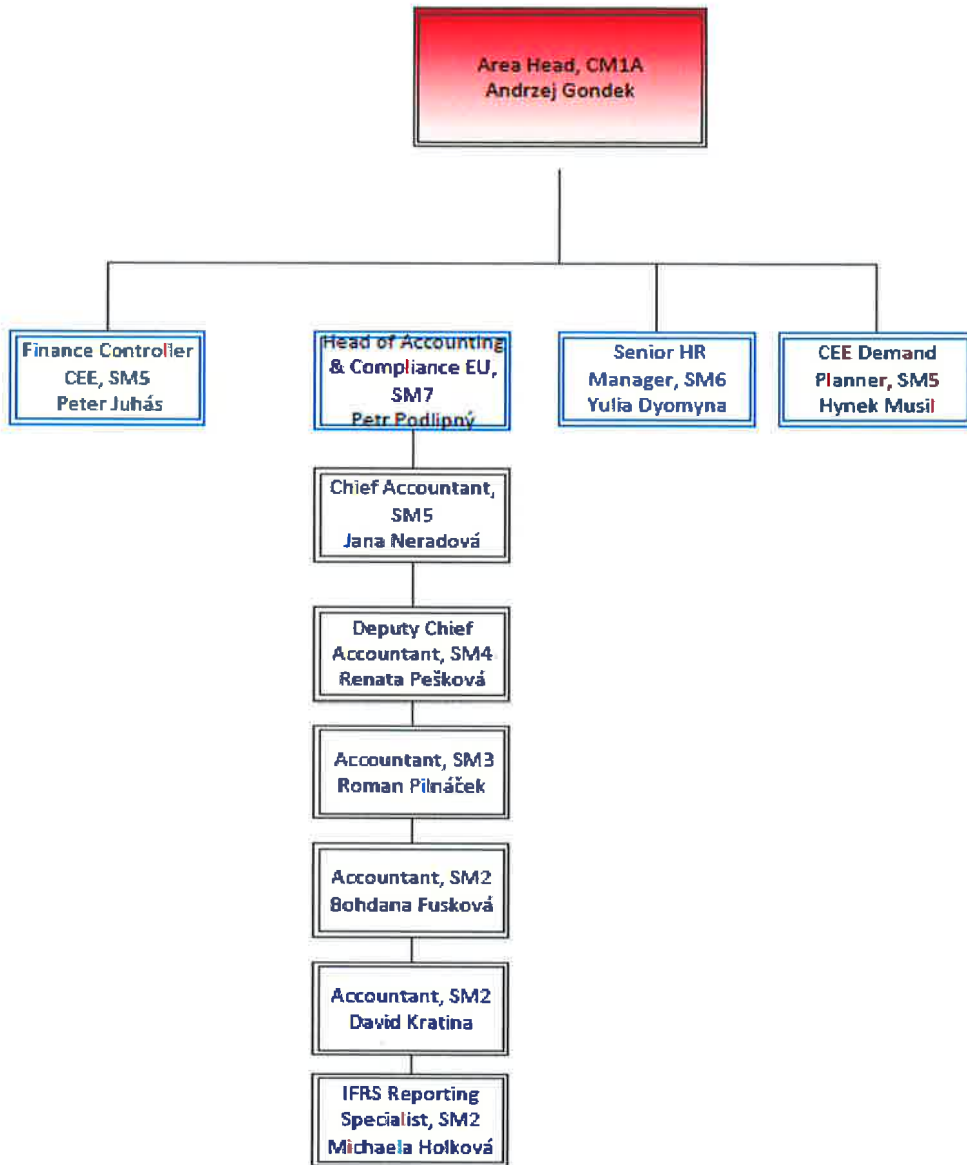 Area Head, CM1A
Andrzej Gondek
Finance Controller
CEE, SM5
Peter Juhás
Head of Accounting
& Compliance EU,
SM7
Petr Podlipný
Senior HR
Manager, SM6
Yulia Dyomyna
CEE Demand
Planner, SM5
Hynek Musil
Chief Accountant,
SM5
Jana Neradová
Deputy Chief
Accountant, SM4
Renata Pešková
Accountant, SM3
Roman Pilnáček
Accountant, SM2
Bohdana Fusková
Accountant, SM2
David Kratina
IFRS Reporting
Specialist, SM2
Michaela Holková